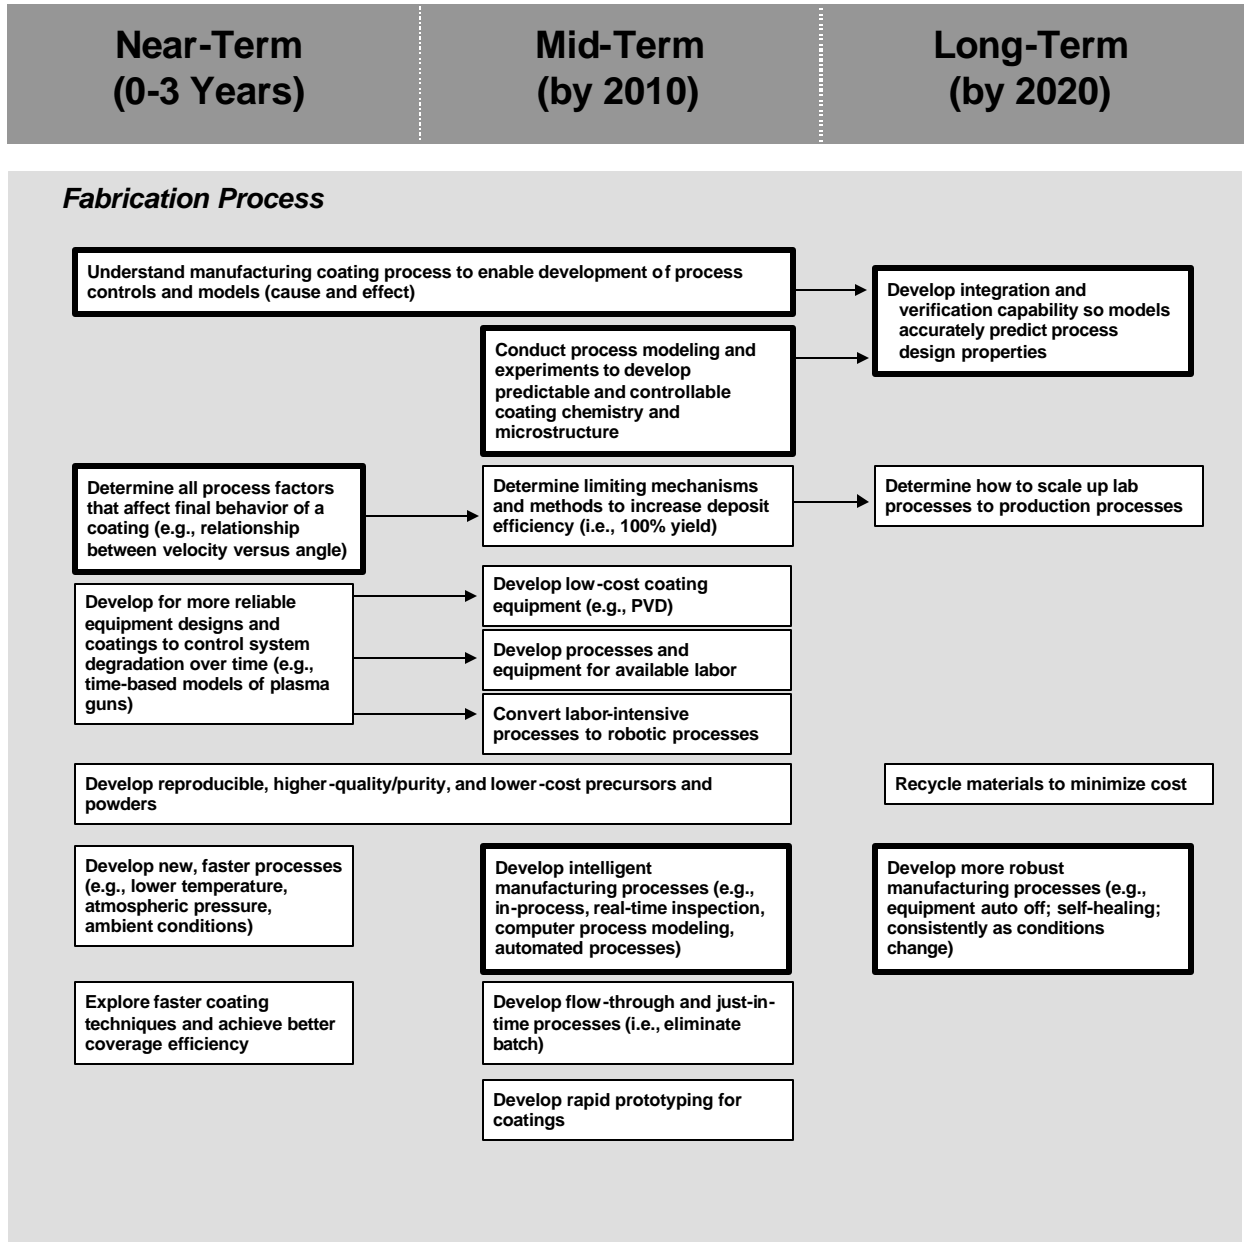 Near-Term
(0-3 Years)
Mid-Term
(by 2010)
Long-Term
(by 2020)
Fabrication Process
Understand manufacturing coating process to enable development of process
controls and models (cause and effect)
Develop integration and
verification capability so models
accurately predict process
design properties
Conduct process modeling and
experiments to develop
predictable and controllable
coating chemistry and
microstructure
Determine all process factors
that affect final behavior of a
coating (e.g., relationship
between velocity versus angle)
Determine limiting mechanisms
and methods to increase deposit
efficiency (i.e., 100% yield)
Determine how to scale up lab
processes to production processes
Develop for more reliable
equipment designs and
coatings to control system
degradation over time (e.g.,
time-based models of plasma
guns)
Develop low-cost coating
equipment (e.g., PVD)
Develop processes and
equipment for available labor
Convert labor-intensive
processes to robotic processes
Develop reproducible, higher-quality/purity, and lower-cost precursors and
powders
Recycle materials to minimize cost
Develop new, faster processes
(e.g., lower temperature,
atmospheric pressure,
ambient conditions)
Develop intelligent
manufacturing processes (e.g.,
in-process, real-time inspection,
computer process modeling,
automated processes)
Develop more robust
manufacturing processes (e.g.,
equipment auto off; self-healing;
consistently as conditions
change)
Explore faster coating
techniques and achieve better
coverage efficiency
Develop flow-through and just-in-
time processes (i.e., eliminate
batch)
Develop rapid prototyping for
coatings